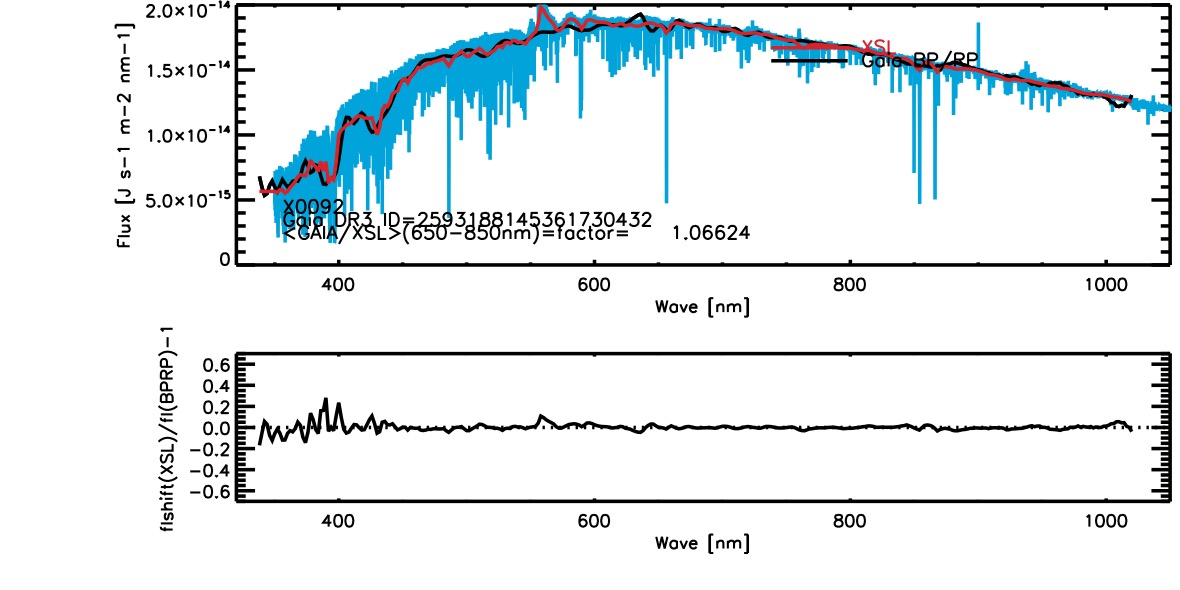 2.0×10⁻¹⁴
1.5×10⁻¹⁴
1.0×10⁻¹⁴
5.0×10⁻¹⁵
0
Flux [J s−1 m−2 nm−1]
XSL
Gaia BP/RP
X0092
Gaia DR3 ID=2593188145361730432
<GAIA/XSL>(650−850nm)=factor= 1.06624
400 600 800 1000
Wave [nm]
flshift(XSL)/fl(BPRP)−1
0.6
0.4
0.2
0.0
−0.2
−0.4
−0.6
400 600 800 1000
Wave [nm]